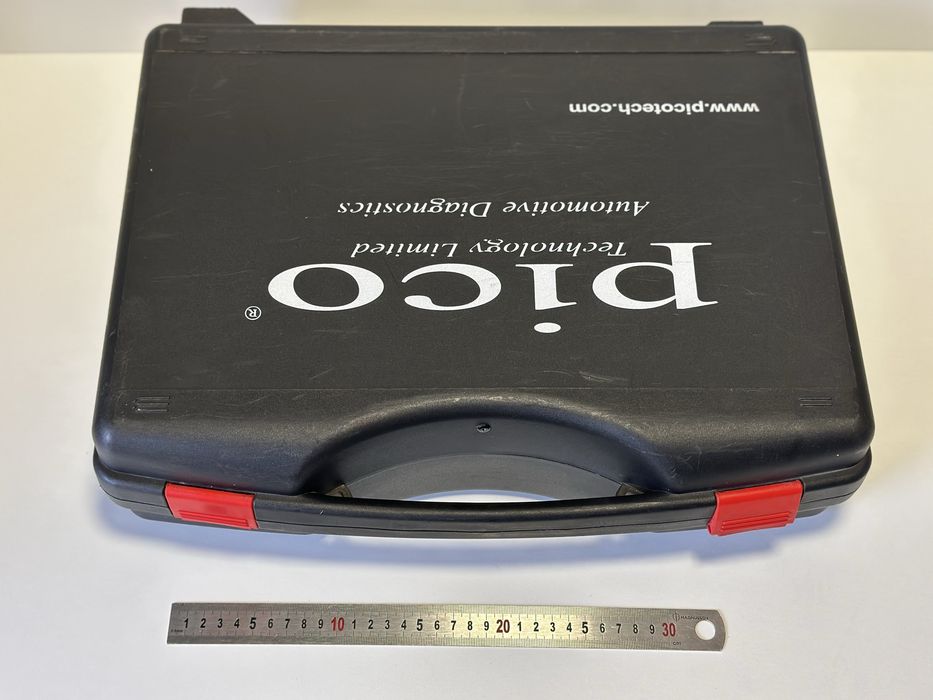 pico®
Technology Limited
Automotive Diagnostics
www.picotech.com
1 2 3 4 5 6 7 8 9 10 1 2 3 4 5 6 7 8 9 20 1 2 3 4 5 6 7 8 9 30